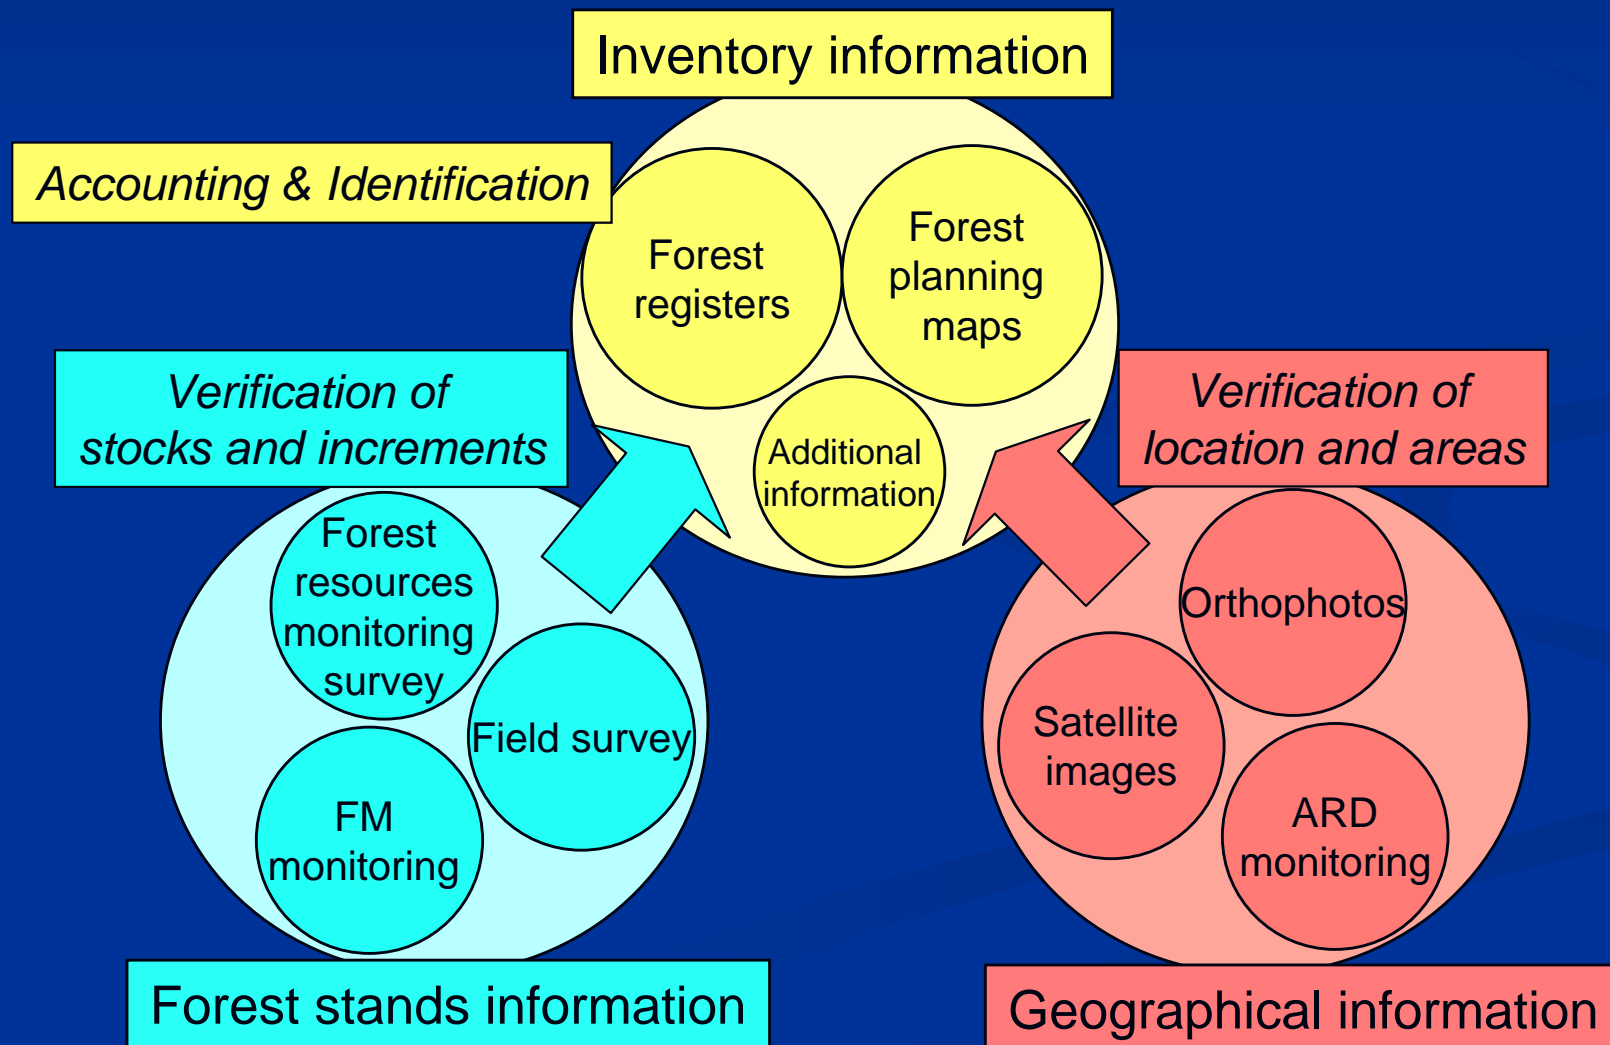 Inventory information
Accounting & Identification
Forest
registers
Forest
planning
maps
Additional
information
Verification of
stocks and increments
Forest
resources
monitoring
survey
Field survey
FM
monitoring
Forest stands information
Verification of
location and areas
Orthophotos
Satellite
images
ARD
monitoring
Geographical information